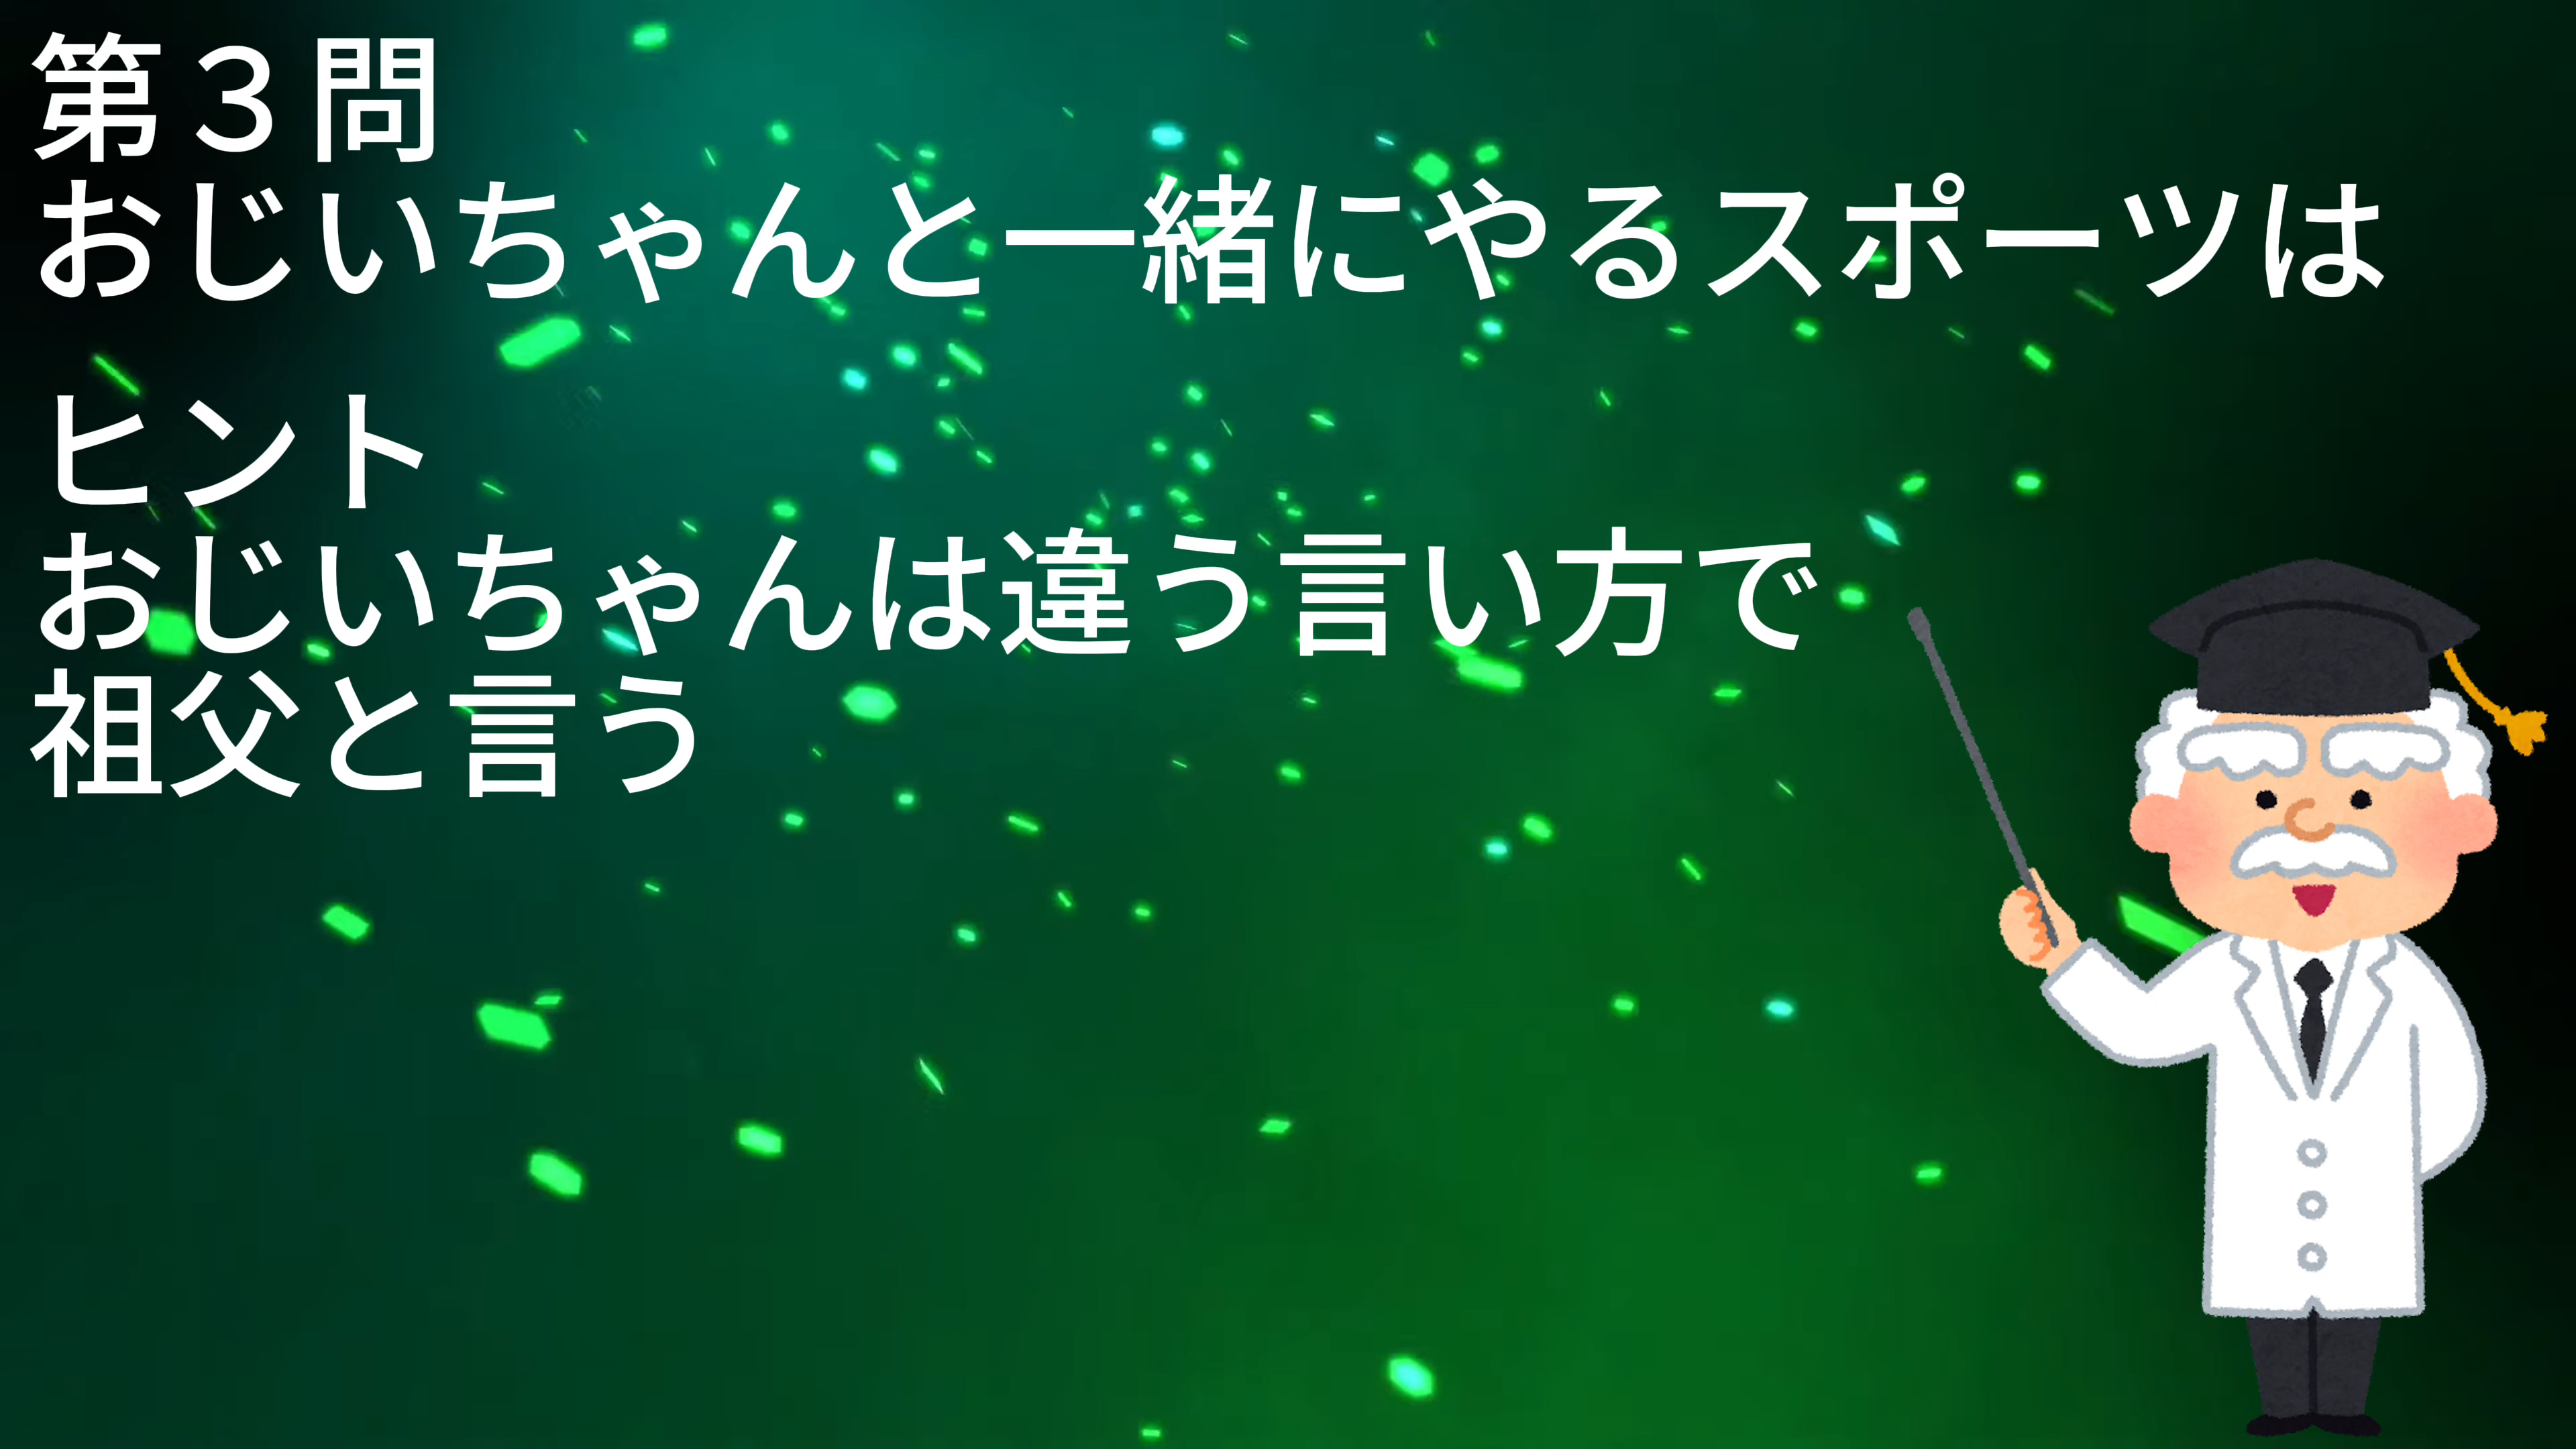 第３問
おじいちゃんと一緒にやるスポーツは
ヒント
おじいちゃんは違う言い方で
祖父と言う